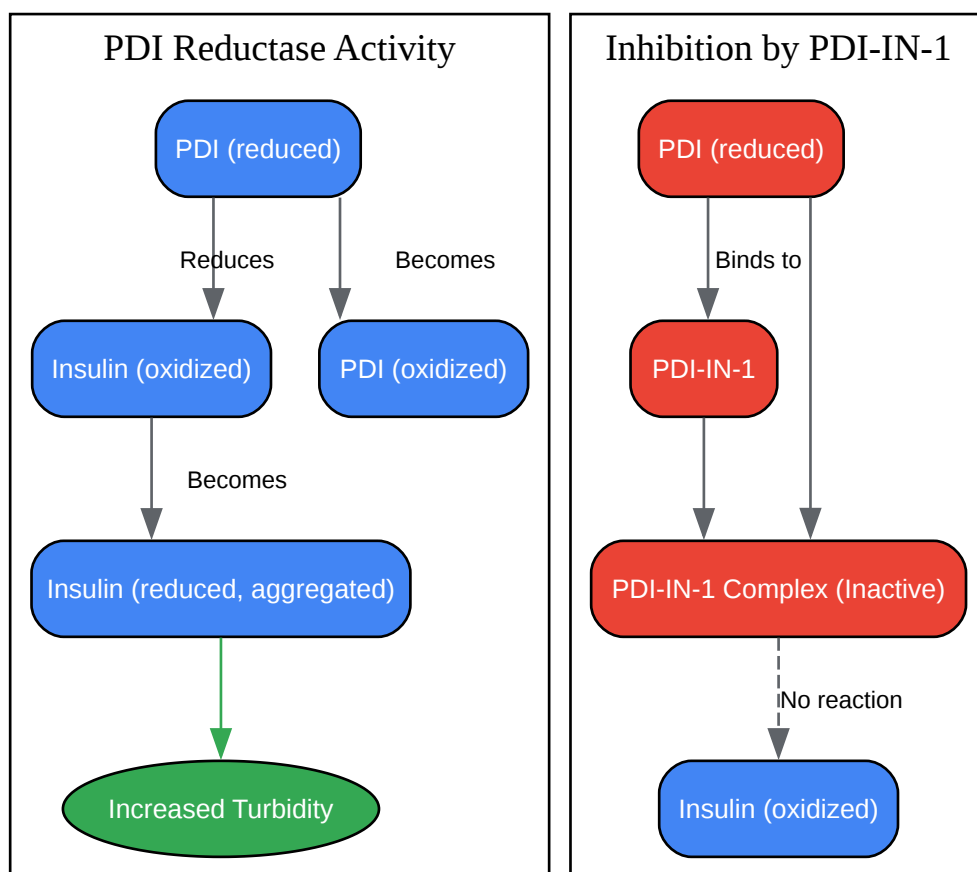 PDI Reductase Activity
PDI (reduced)
Reduces
Becomes
Insulin (oxidized)
PDI (oxidized)
Becomes
Insulin (reduced, aggregated)
Increased Turbidity
Inhibition by PDI-IN-1
PDI (reduced)
Binds to
PDI-IN-1
PDI-IN-1 Complex (Inactive)
No reaction
Insulin (oxidized)